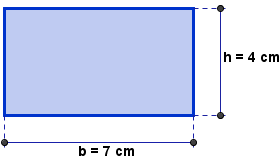 h = 4 cm
b = 7 cm